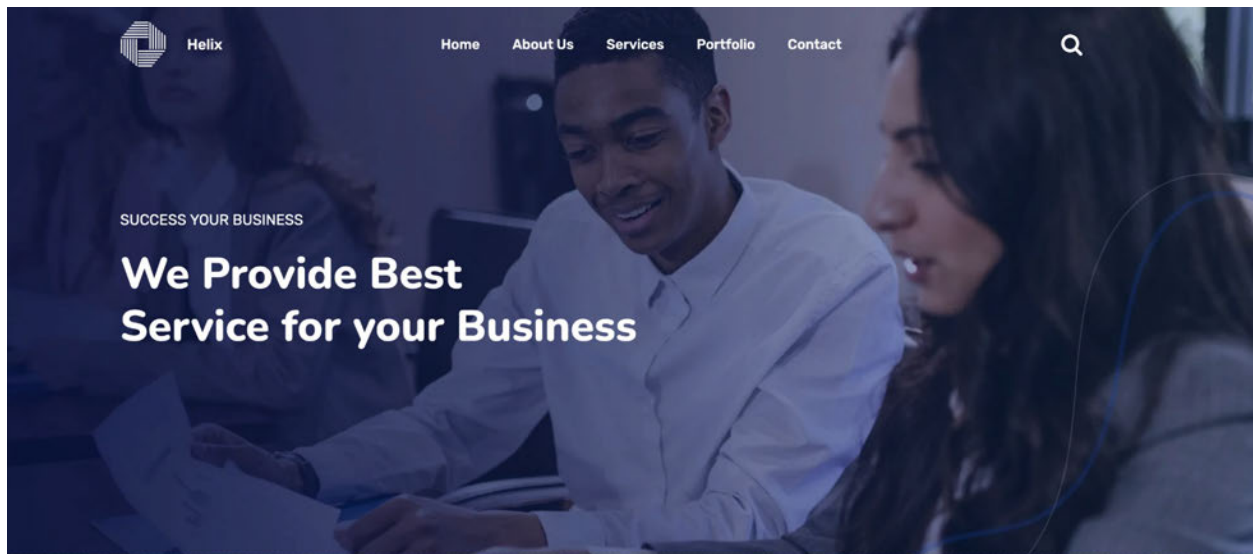 Helix
Home About Us Services Portfolio Contact
SUCCESS YOUR BUSINESS
We Provide Best
Service for your Business